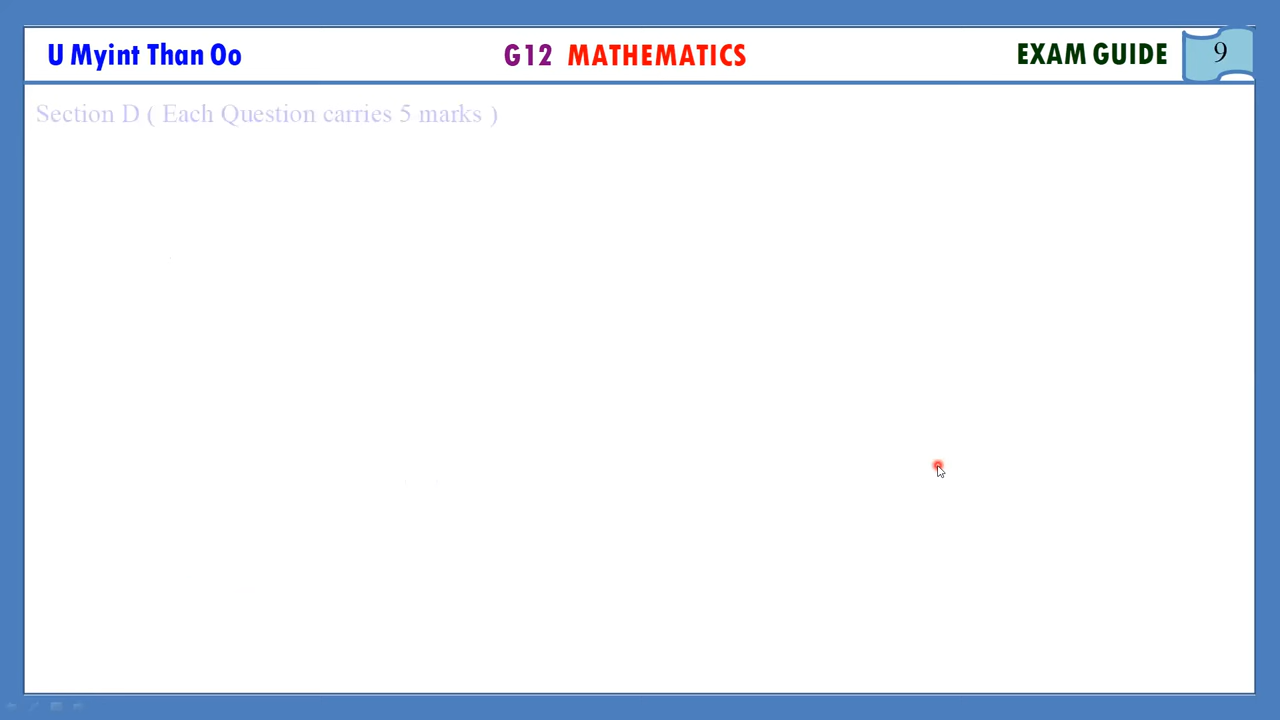 U Myint Than Oo
G12 MATHEMATICS
EXAM GUIDE
9
Section D ( Each Question carries 5 marks )